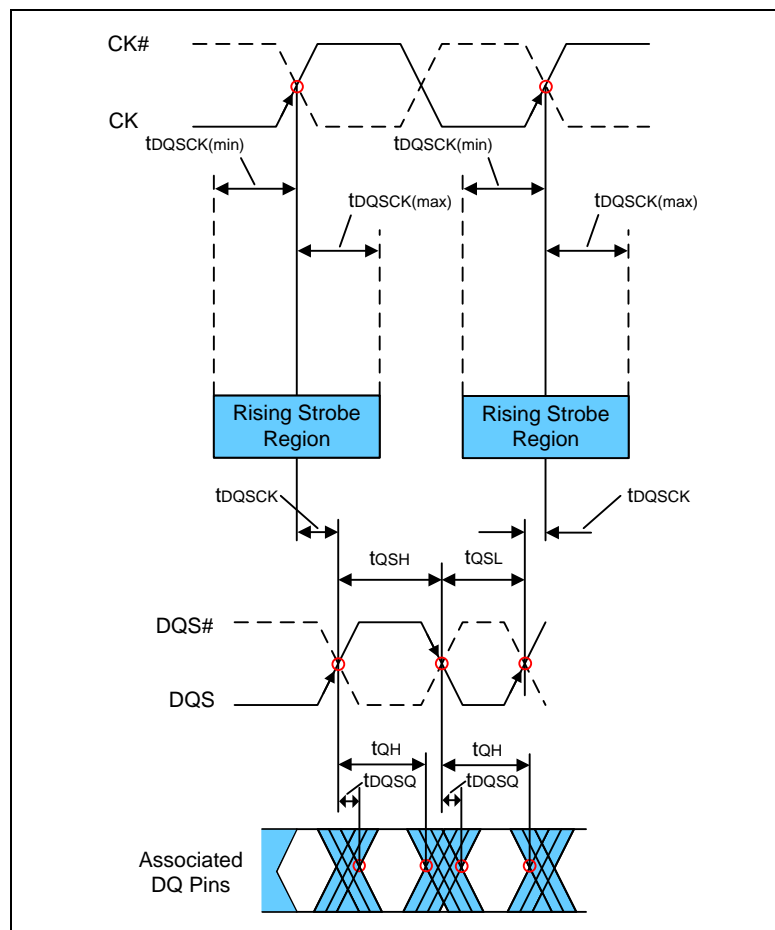 CK#
CK
tDQSCK(min)
tDQSCK(min)
tDQSCK(max)
tDQSCK(max)
Rising Strobe
Region
Rising Strobe
Region
tDQSCK
tDQSCK
tQSH
tQSL
DQS#
DQS
tQH
tQH
tDQSQ
tDQSQ
Associated
DQ Pins